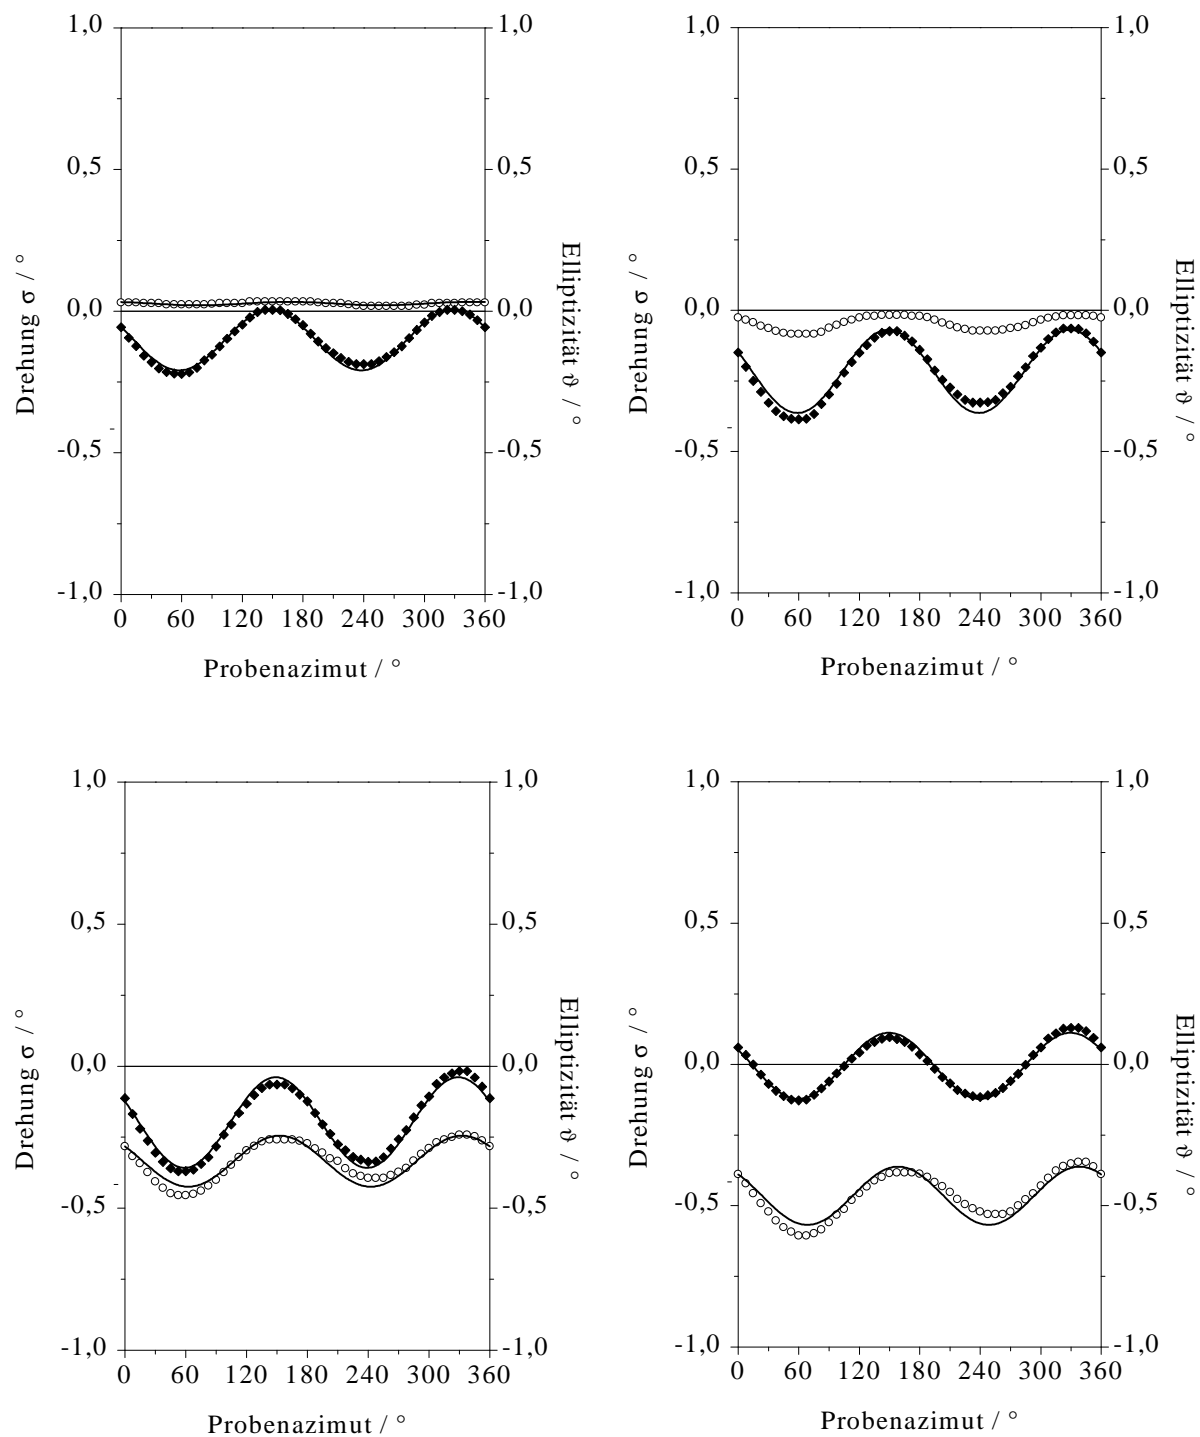 1,0 1,0
0,5 0,5
0,0 0,0
-0,5 -0,5
-1,0 -1,0
0 60 120 180 240 300 360
Drehung σ / °
Elliptizität ϑ / °
Probenazimut / °
1,0 1,0
0,5 0,5
0,0 0,0
-0,5 -0,5
-1,0 -1,0
0 60 120 180 240 300 360
Drehung σ / °
Elliptizität ϑ / °
Probenazimut / °
1,0 1,0
0,5 0,5
0,0 0,0
-0,5 -0,5
-1,0 -1,0
0 60 120 180 240 300 360
Drehung σ / °
Elliptizität ϑ / °
Probenazimut / °
1,0 1,0
0,5 0,5
0,0 0,0
-0,5 -0,5
-1,0 -1,0
0 60 120 180 240 300 360
Drehung σ / °
Elliptizität ϑ / °
Probenazimut / °